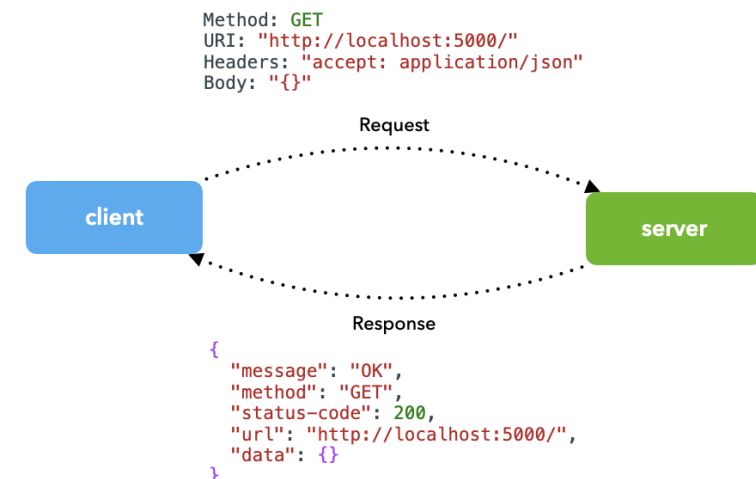 Method: GET
URI: "http://localhost:5000/"
Headers: "accept: application/json"
Body: "{}"
Request
client
server
Response
{
"message": "OK",
"method": "GET",
"status-code": 200,
"url": "http://localhost:5000/",
"data": {}
}